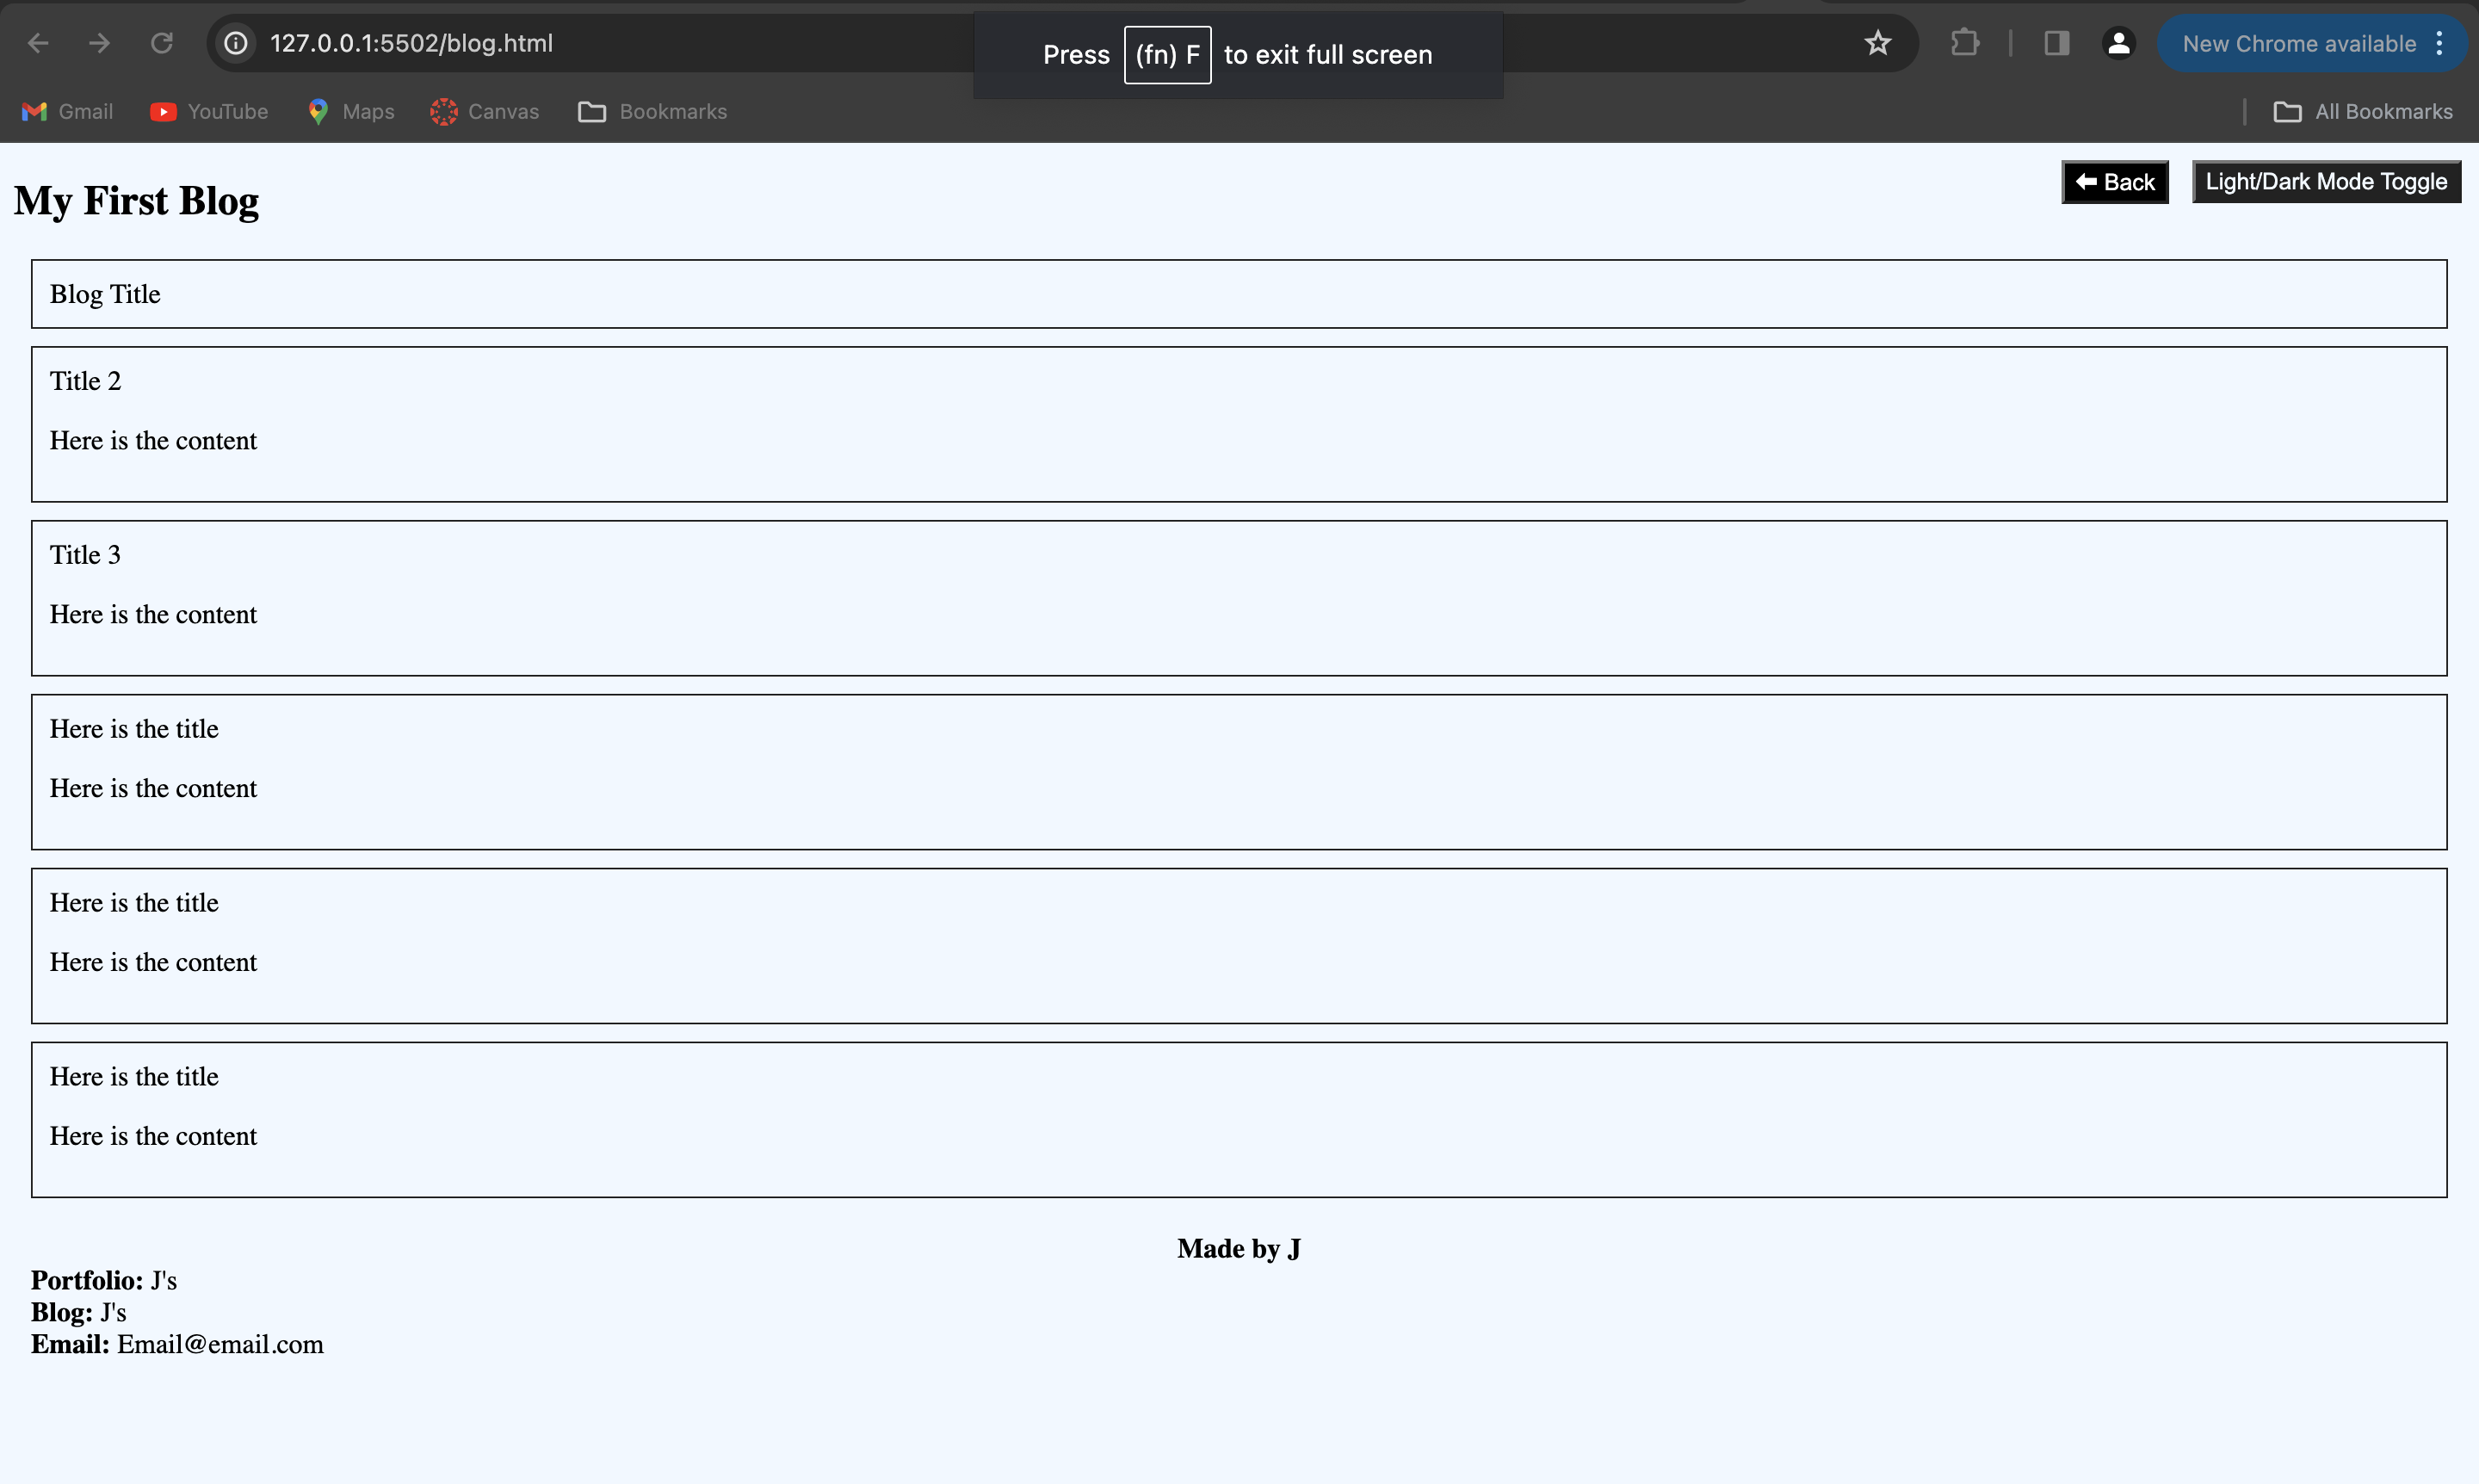 127.0.0.1:5502/blog.html
Press (fn) F to exit full screen
New Chrome available
Gmail YouTube Maps Canvas Bookmarks All Bookmarks
My First Blog
Back Light/Dark Mode Toggle
Blog Title
Title 2
Here is the content
Title 3
Here is the content
Here is the title
Here is the content
Here is the title
Here is the content
Here is the title
Here is the content
Made by J
Portfolio: J's
Blog: J's
Email: Email@email.com